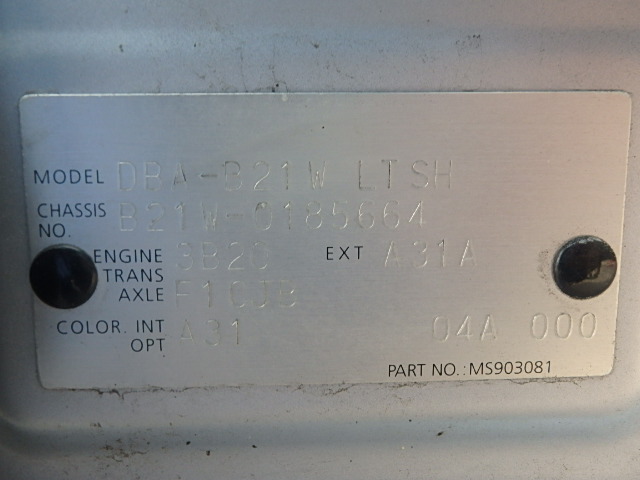 MODEL DBA-B21W LTSH
CHASSIS NO. B21W-0185664
ENGINE 3B20 EXT A31A
TRANS AXLE F1CJB
COLOR. INT OPT A31 04A 000
PART NO.: MS903081